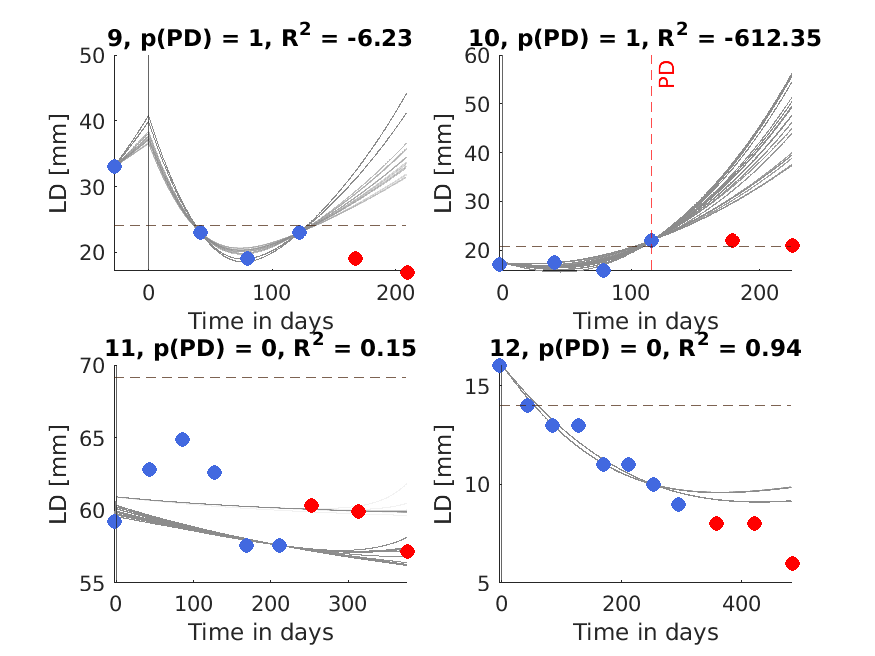 9, p(PD) = 1, R² = -6.23
50
40
30
20
LD [mm]
0
100
200
Time in days
10, p(PD) = 1, R² = -612.35
60
50
40
30
20
LD [mm]
PD
0
100
200
Time in days
11, p(PD) = 0, R² = 0.15
70
65
60
55
LD [mm]
0
100
200
300
Time in days
12, p(PD) = 0, R² = 0.94
15
10
5
LD [mm]
0
200
400
Time in days